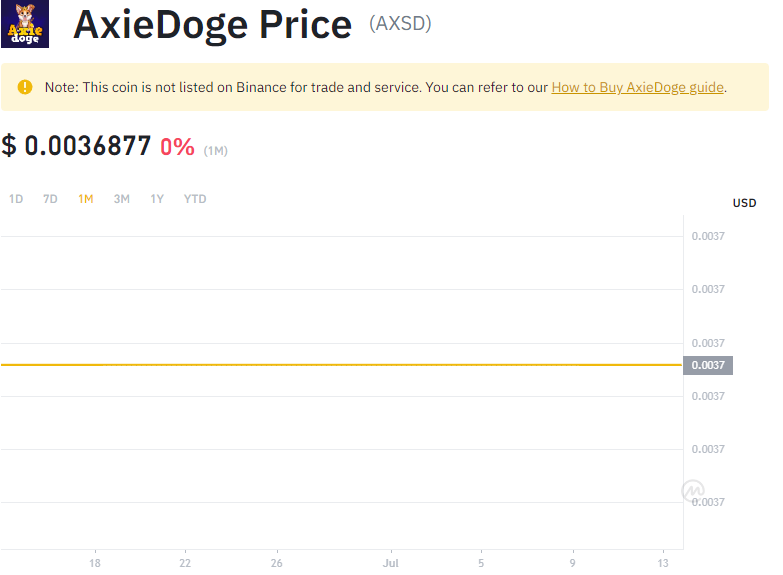 Axie
doge
AxieDoge Price (AXSD)
Note: This coin is not listed on Binance for trade and service. You can refer to our How to Buy AxieDoge guide.
$ 0.0036877 0% (1M)
1D 7D 1M 3M 1Y YTD
USD
0.0037
0.0037
0.0037
0.0037
0.0037
0.0037
0.0037
18 22 26 Jul 5 9 13